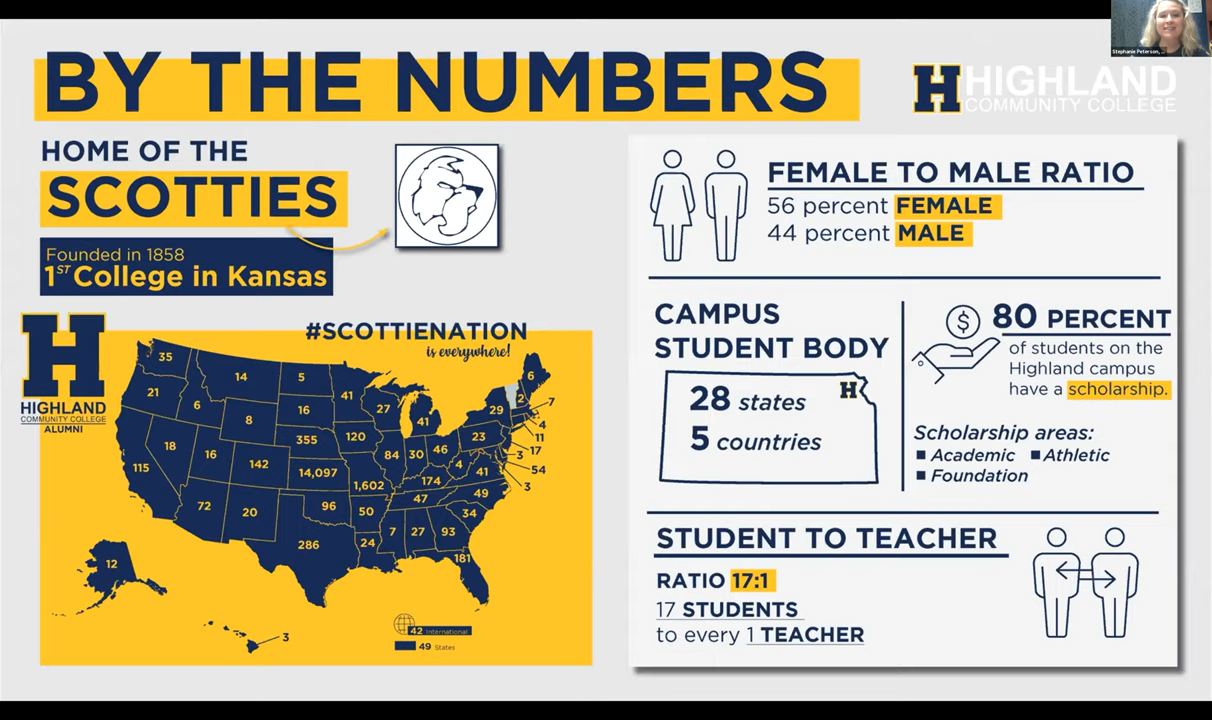 Stephanie Peterson, ...
BY THE NUMBERS
H HIGHLAND
COMMUNITY COLLEGE
HOME OF THE
SCOTTIES
Founded in 1858
1ST College in Kansas
H
HIGHLAND
COMMUNITY COLLEGE
ALUMNI
#SCOTTIENATION
is everywhere!
35
14
5
41
6
21
6
8
16
27
41
29
2
7
4
11
17
3
54
3
18
16
142
355
120
84
30
46
23
4
41
115
14,097
1,602
174
49
47
72
20
96
50
34
286
24
7
27
93
181
12
3
42 International
49 States
FEMALE TO MALE RATIO
56 percent FEMALE
44 percent MALE
CAMPUS
STUDENT BODY
H
28 states
5 countries
80 PERCENT
of students on the
Highland campus
have a scholarship.
Scholarship areas:
■ Academic ■ Athletic
■ Foundation
STUDENT TO TEACHER
RATIO 17:1
17 STUDENTS
to every 1 TEACHER